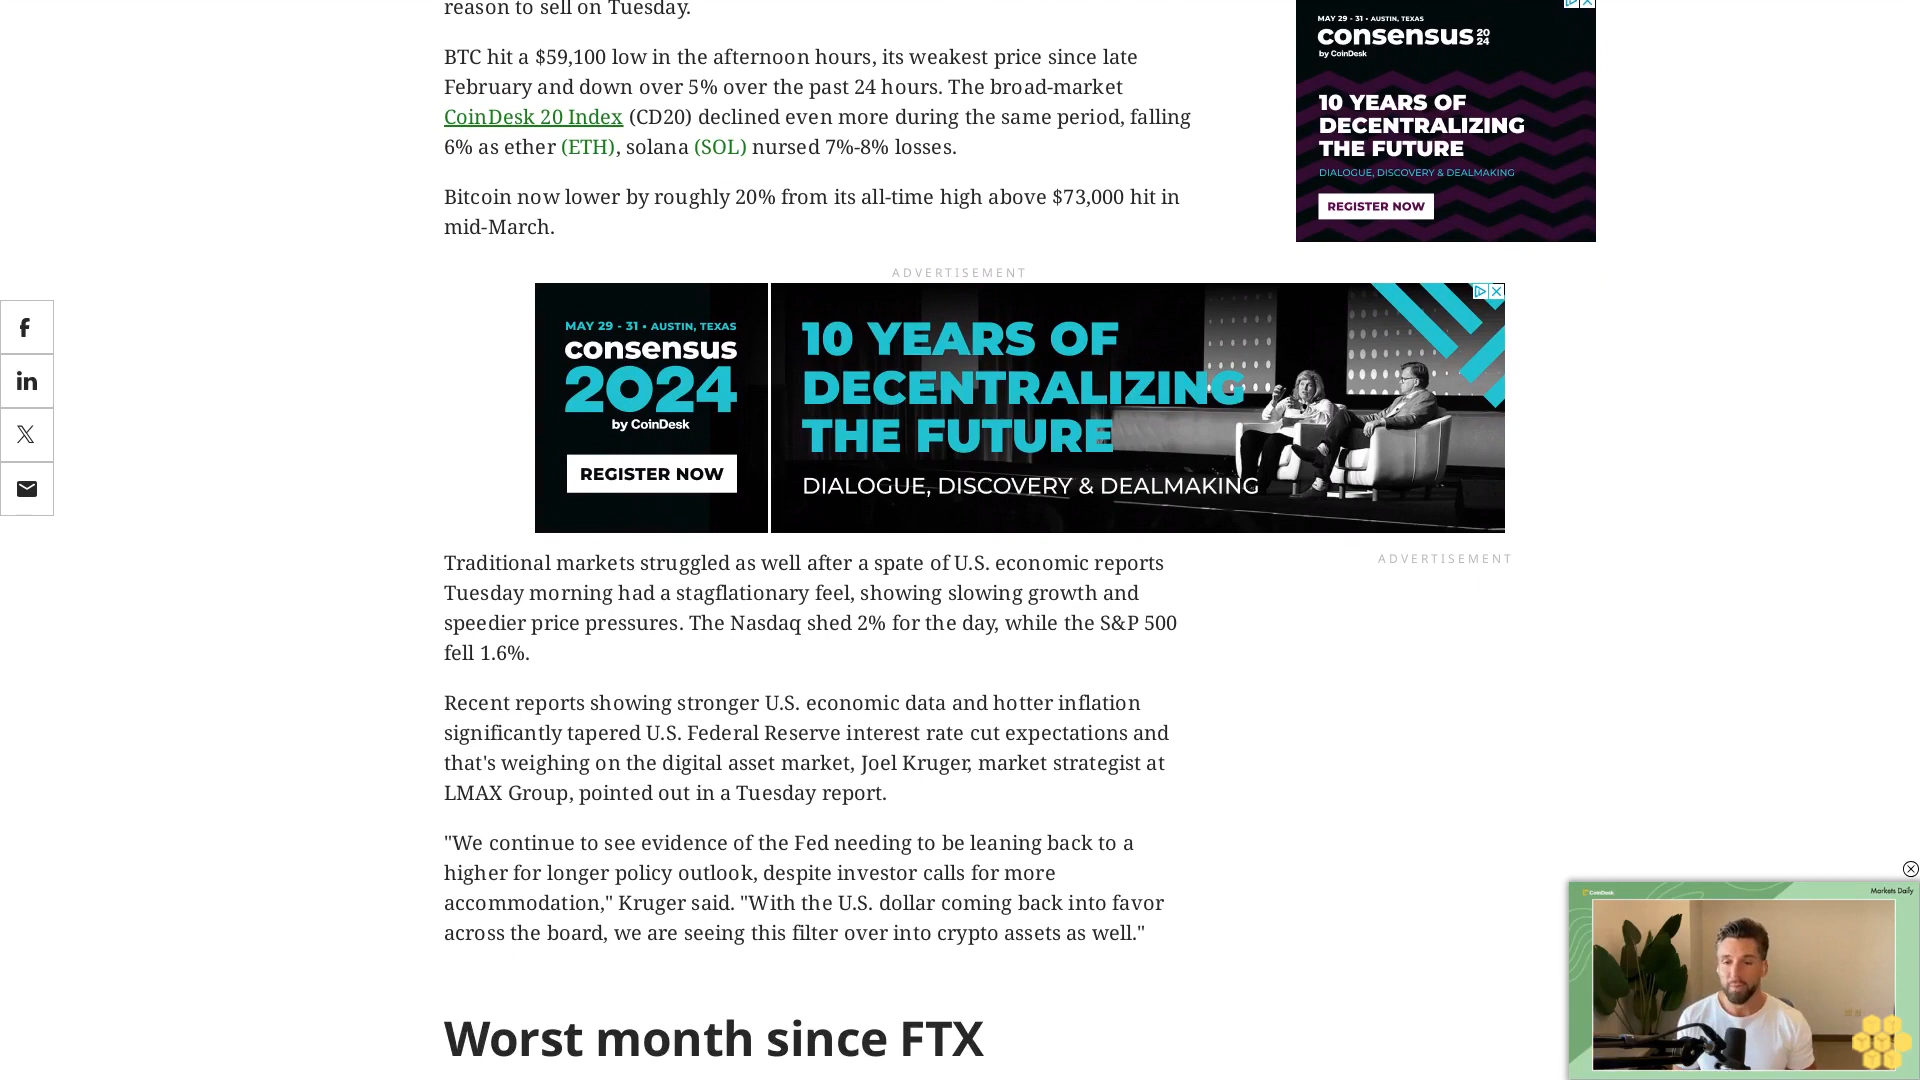 reason to sell on Tuesday.
BTC hit a $59,100 low in the afternoon hours, its weakest price since late
February and down over 5% over the past 24 hours. The broad-market
CoinDesk 20 Index (CD20) declined even more during the same period, falling
6% as ether (ETH), solana (SOL) nursed 7%-8% losses.
Bitcoin now lower by roughly 20% from its all-time high above $73,000 hit in
mid-March.
MAY 29 - 31 • AUSTIN, TEXAS
consensus 20
24
by CoinDesk
10 YEARS OF
DECENTRALIZING
THE FUTURE
DIALOGUE, DISCOVERY & DEALMAKING
REGISTER NOW
ADVERTISEMENT
MAY 29 - 31 • AUSTIN, TEXAS
consensus
2024
by CoinDesk
REGISTER NOW
10 YEARS OF
DECENTRALIZING
THE FUTURE
DIALOGUE, DISCOVERY & DEALMAKING
Traditional markets struggled as well after a spate of U.S. economic reports
Tuesday morning had a stagflationary feel, showing slowing growth and
speedier price pressures. The Nasdaq shed 2% for the day, while the S&P 500
fell 1.6%.
ADVERTISEMENT
Recent reports showing stronger U.S. economic data and hotter inflation
significantly tapered U.S. Federal Reserve interest rate cut expectations and
that's weighing on the digital asset market, Joel Kruger, market strategist at
LMAX Group, pointed out in a Tuesday report.
"We continue to see evidence of the Fed needing to be leaning back to a
higher for longer policy outlook, despite investor calls for more
accommodation," Kruger said. "With the U.S. dollar coming back into favor
across the board, we are seeing this filter over into crypto assets as well."
Worst month since FTX
CoinDesk
Markets Daily